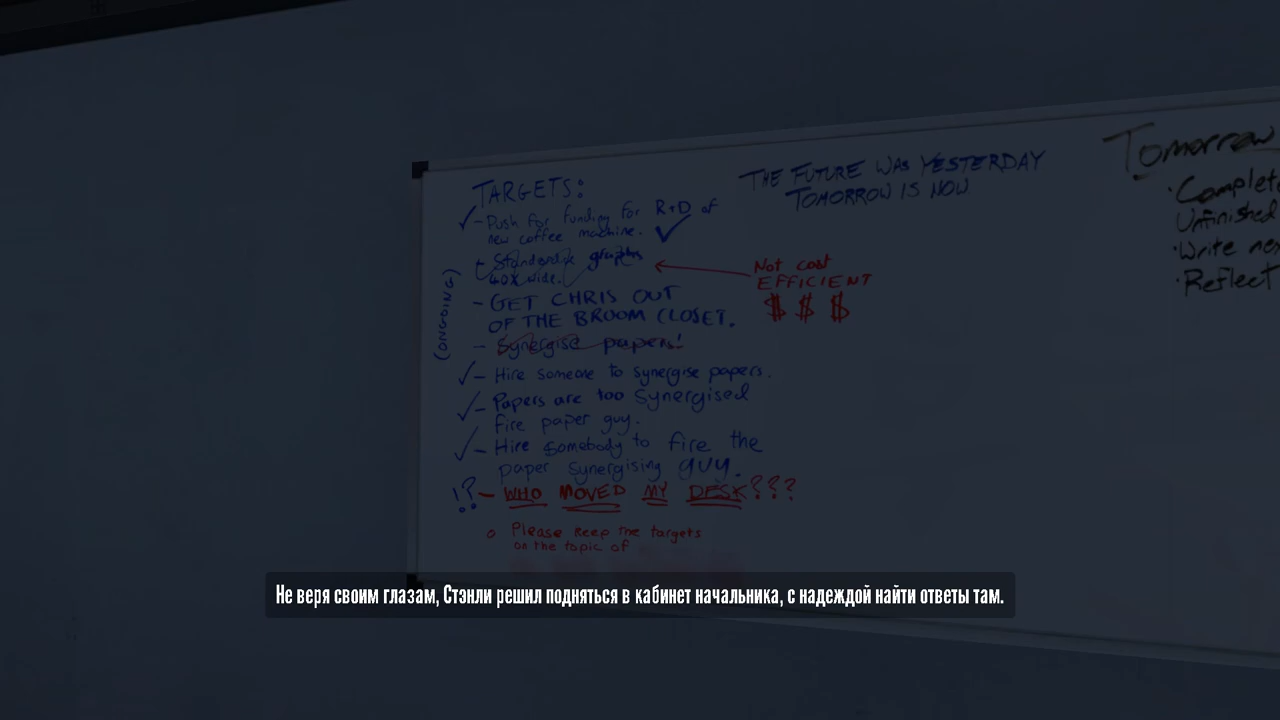 TARGETS:
- Push for funding for R+D of
new coffee machine.
- Standardise graphs
40x wide.
(ONGOING)
- GET CHRIS OUT
OF THE BROOM CLOSET.
- Synergise papers!
- Hire someone to synergise papers.
- Papers are too Synergised
fire paper guy.
- Hire somebody to fire the
paper synergising guy.
!? - WHO MOVED MY DESK???
Please keep the targets
on the topic of
THE FUTURE WAS YESTERDAY
TOMORROW IS NOW
Not cost
EFFICIENT
$ $ $
Tomorrow
Unfinished
Write
Reflect
Не веря своим глазам, Стэнли решил подняться в кабинет начальника, с надеждой найти ответы там.